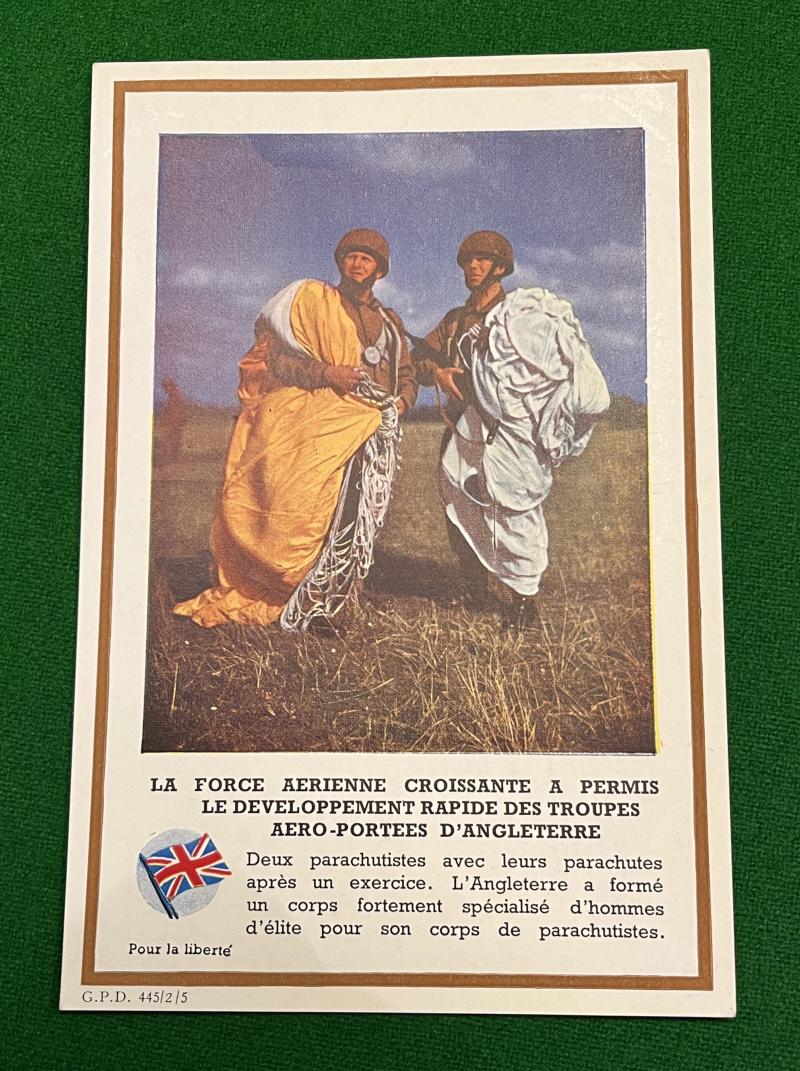 LA FORCE AERIENNE CROISSANTE A PERMIS
LE DEVELOPPEMENT RAPIDE DES TROUPES
AERO-PORTEES D'ANGLETERRE
Deux parachutistes avec leurs parachutes
après un exercice. L'Angleterre a formé
un corps fortement spécialisé d'hommes
d'élite pour son corps de parachutistes.
Pour la liberté
G.P.D. 445/2/5